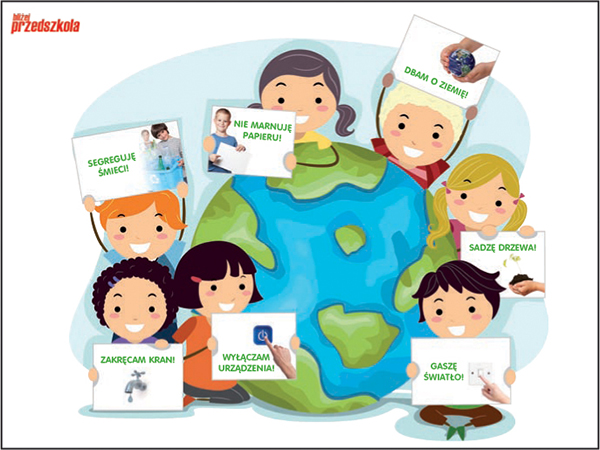 bliżej
przedszkola
DBAM O ZIEMIĘ!
NIE MARNUJĘ
PAPIERU!
SEGREGUJĘ
ŚMIECI!
SADZĘ DRZEWA!
ZAKRĘCAM KRAN!
WYŁĄCZAM
URZĄDZENIA!
GASZĘ
ŚWIATŁO!